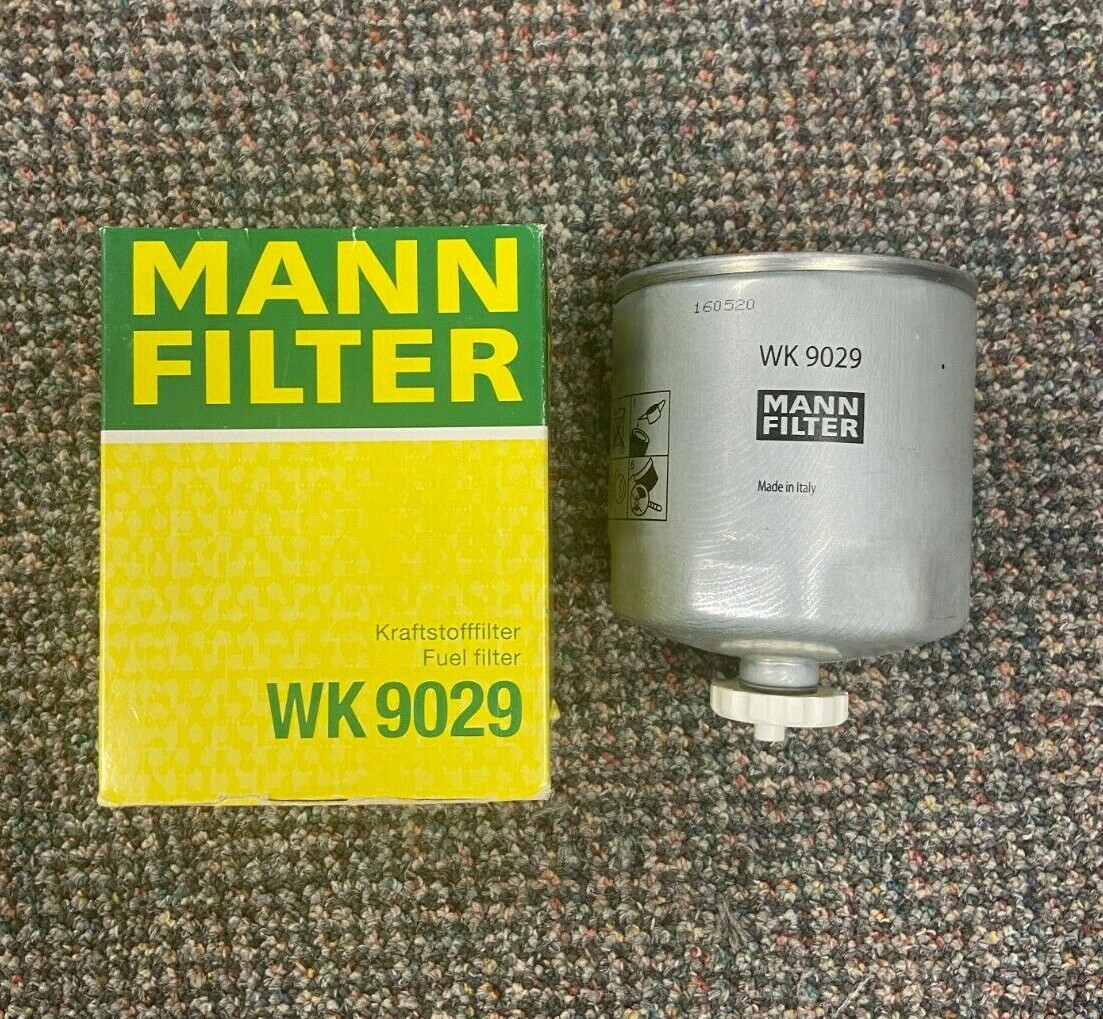 MANN
FILTER
Kraftstofffilter
Fuel filter
WK 9029
160520
WK 9029
MANN
FILTER
Made in Italy